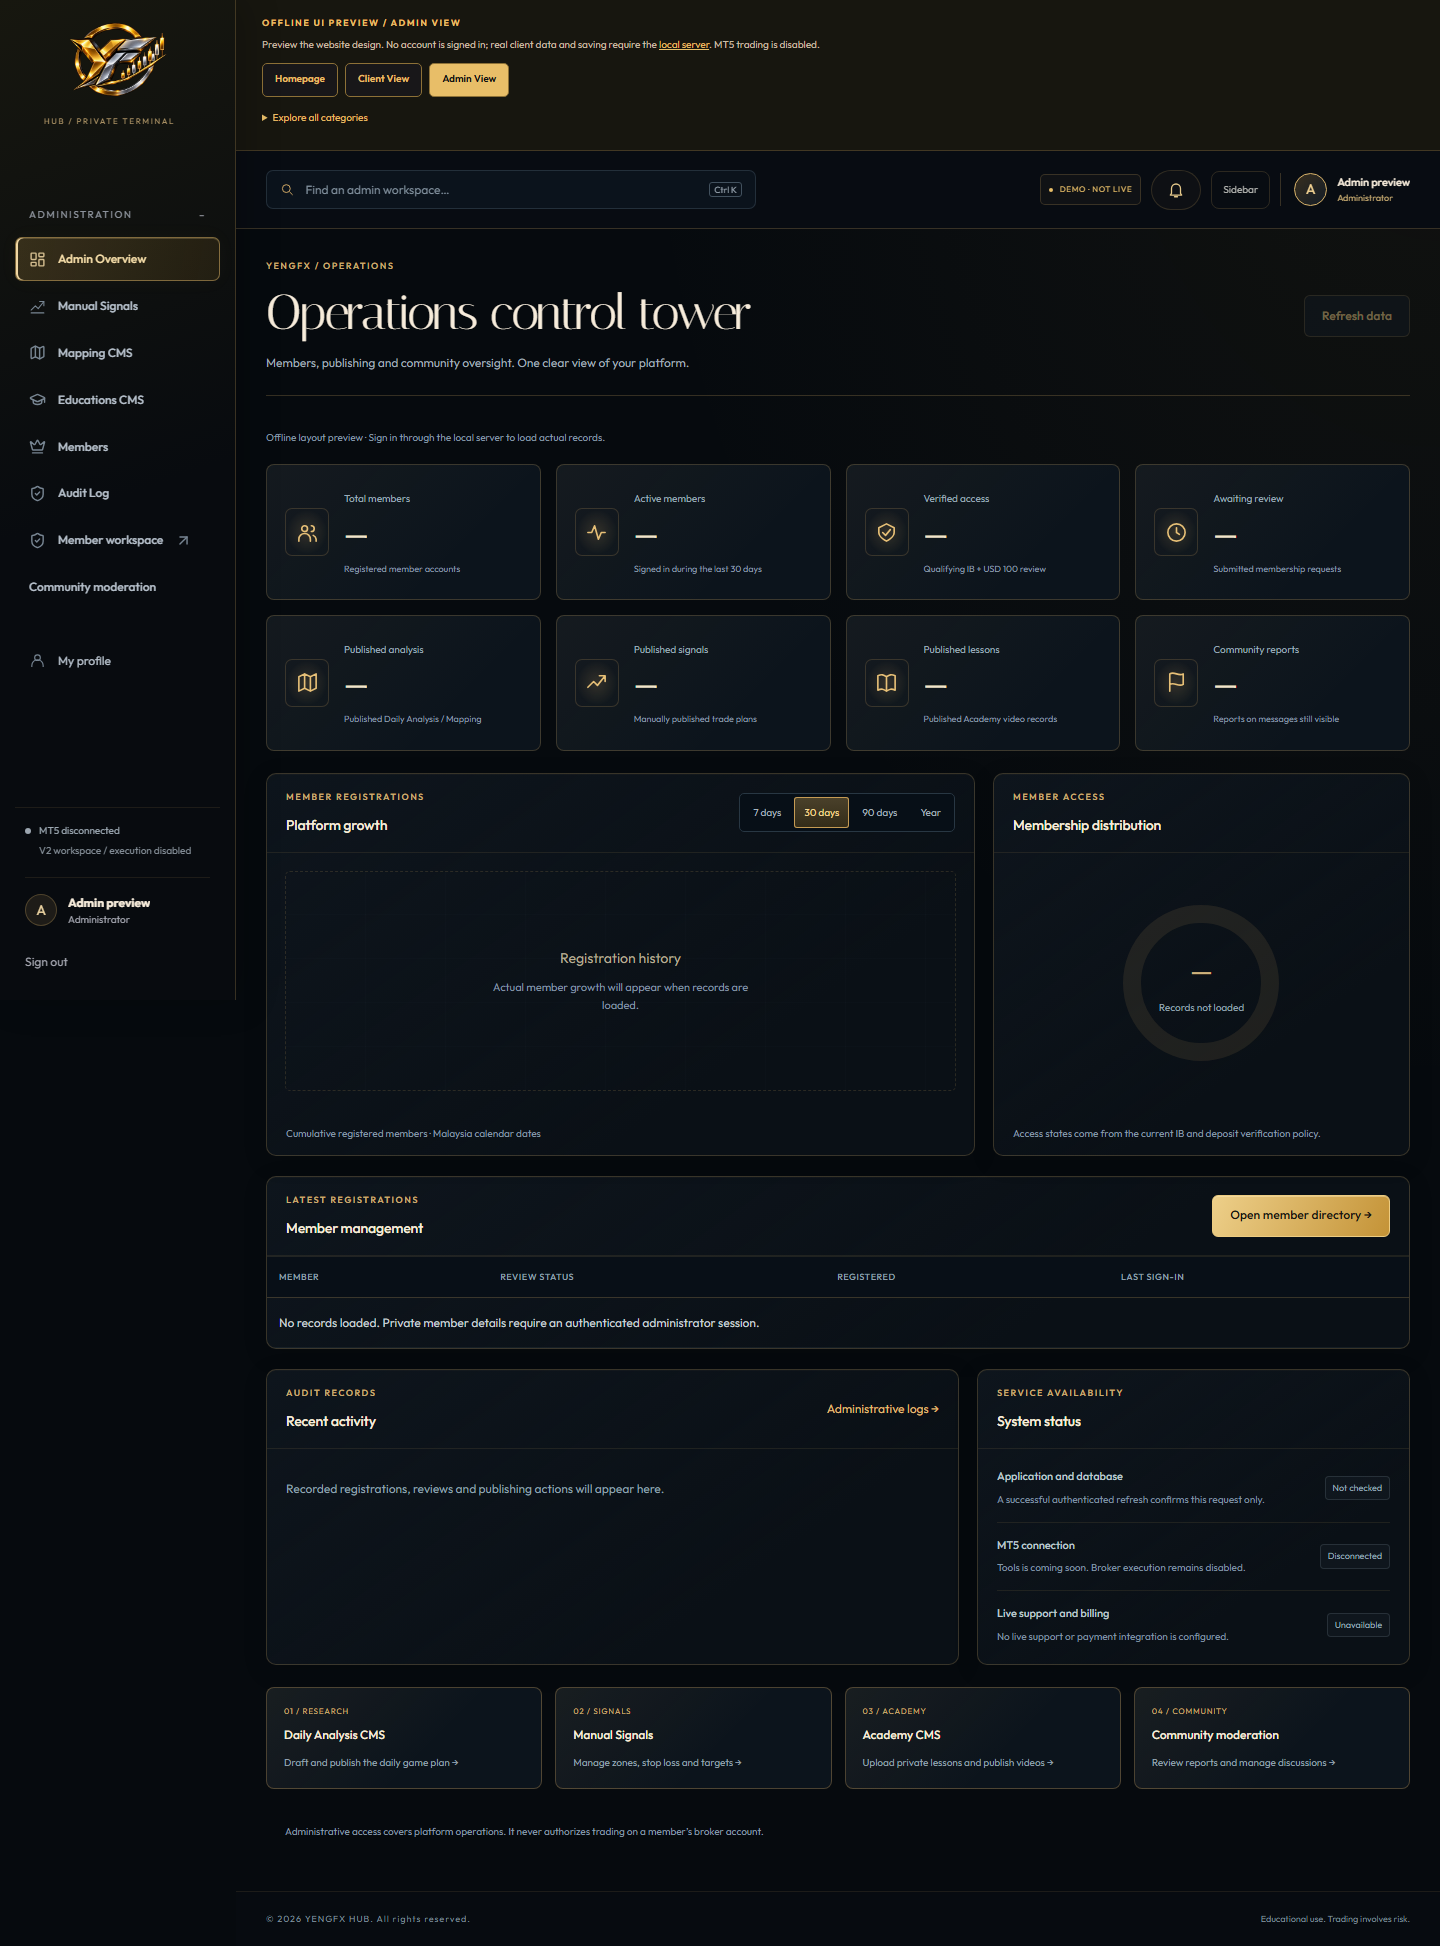 HUB / PRIVATE TERMINAL
ADMINISTRATION –
Admin Overview
Manual Signals
Mapping CMS
Educations CMS
Members
Audit Log
Member workspace
Community moderation
My profile
MT5 disconnected
V2 workspace / execution disabled
A
Admin preview
Administrator
Sign out
OFFLINE UI PREVIEW / ADMIN VIEW
Preview the website design. No account is signed in; real client data and saving require the local server. MT5 trading is disabled.
Homepage Client View Admin View
Explore all categories
Find an admin workspace... Ctrl K
DEMO · NOT LIVE
Sidebar
A
Admin preview
Administrator
YENGFX / OPERATIONS
Operations control tower
Refresh data
Members, publishing and community oversight. One clear view of your platform.
Offline layout preview · Sign in through the local server to load actual records.
Total members
—
Registered member accounts
Active members
—
Signed in during the last 30 days
Verified access
—
Qualifying IB + USD 100 review
Awaiting review
—
Submitted membership requests
Published analysis
—
Published Daily Analysis / Mapping
Published signals
—
Manually published trade plans
Published lessons
—
Published Academy video records
Community reports
—
Reports on messages still visible
MEMBER REGISTRATIONS
Platform growth
7 days 30 days 90 days Year
Registration history
Actual member growth will appear when records are
loaded.
Cumulative registered members · Malaysia calendar dates
MEMBER ACCESS
Membership distribution
—
Records not loaded
Access states come from the current IB and deposit verification policy.
LATEST REGISTRATIONS
Member management
Open member directory →
MEMBER REVIEW STATUS REGISTERED LAST SIGN-IN
No records loaded. Private member details require an authenticated administrator session.
AUDIT RECORDS
Recent activity
Administrative logs →
Recorded registrations, reviews and publishing actions will appear here.
SERVICE AVAILABILITY
System status
Application and database
A successful authenticated refresh confirms this request only.
Not checked
MT5 connection
Tools is coming soon. Broker execution remains disabled.
Disconnected
Live support and billing
No live support or payment integration is configured.
Unavailable
01 / RESEARCH
Daily Analysis CMS
Draft and publish the daily game plan →
02 / SIGNALS
Manual Signals
Manage zones, stop loss and targets →
03 / ACADEMY
Academy CMS
Upload private lessons and publish videos →
04 / COMMUNITY
Community moderation
Review reports and manage discussions →
Administrative access covers platform operations. It never authorizes trading on a member's broker account.
© 2026 YENGFX HUB. All rights reserved.
Educational use. Trading involves risk.